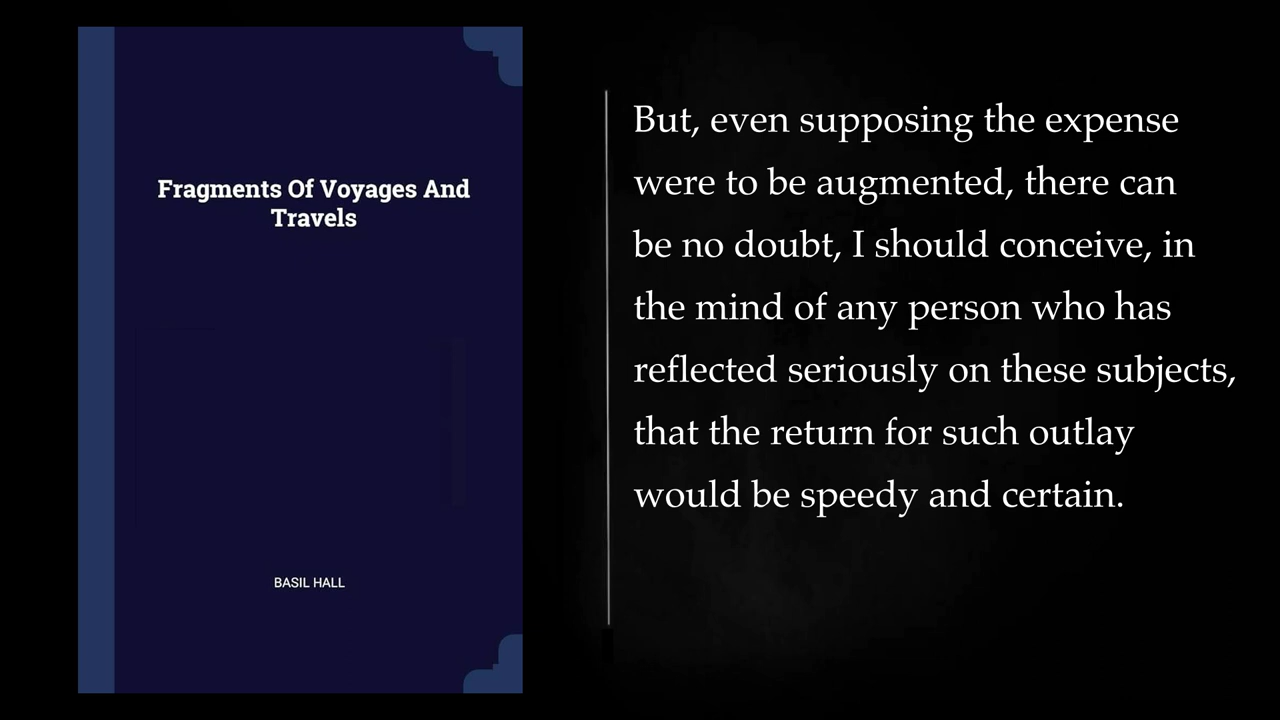 Fragments Of Voyages And
Travels
BASIL HALL
But, even supposing the expense
were to be augmented, there can
be no doubt, I should conceive, in
the mind of any person who has
reflected seriously on these subjects,
that the return for such outlay
would be speedy and certain.